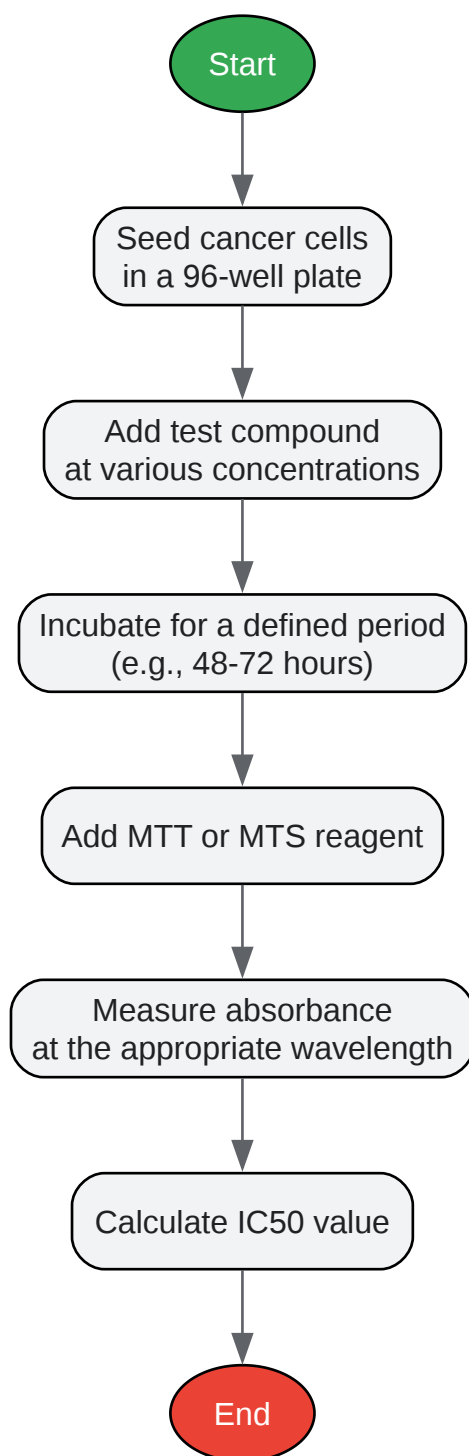 Start
Seed cancer cells
in a 96-well plate
Add test compound
at various concentrations
Incubate for a defined period
(e.g., 48-72 hours)
Add MTT or MTS reagent
Measure absorbance
at the appropriate wavelength
Calculate IC50 value
End